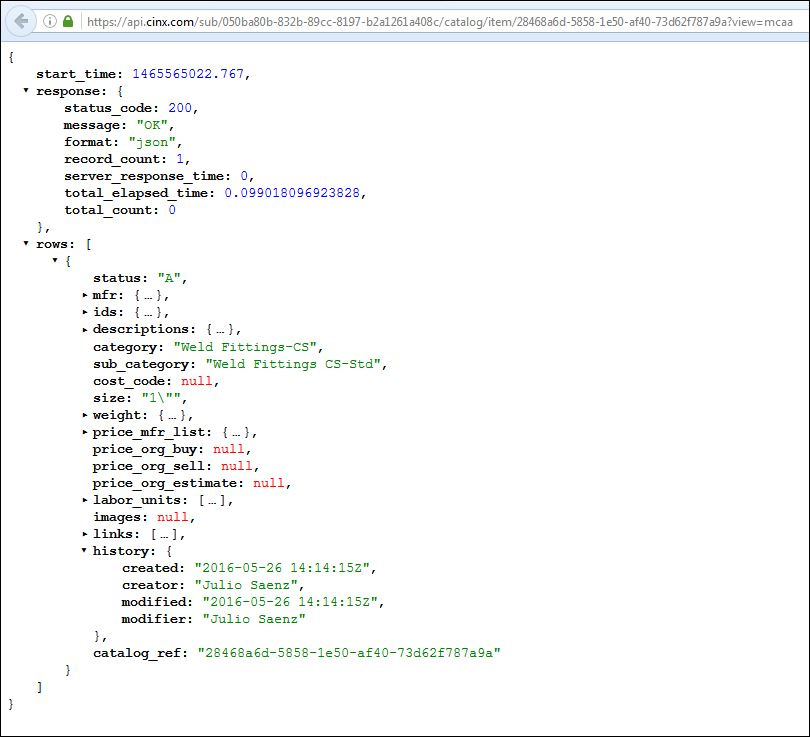 https://api.cinx.com/sub/050ba80b-832b-89cc-8197-b2a1261a408c/catalog/item/28468a6d-5858-1e50-af40-73d62f787a9a?view=mcaa
{
start_time: 1465565022.767,
response: {
status_code: 200,
message: "OK",
format: "json",
record_count: 1,
server_response_time: 0,
total_elapsed_time: 0.099018096923828,
total_count: 0
},
rows: [
{
status: "A",
mfr: {…},
ids: {…},
descriptions: {…},
category: "Weld Fittings-CS",
sub_category: "Weld Fittings CS-Std",
cost_code: null,
size: "1\"",
weight: {…},
price_mfr_list: {…},
price_org_buy: null,
price_org_sell: null,
price_org_estimate: null,
labor_units: […],
images: null,
links: […],
history: {
created: "2016-05-26 14:14:15Z",
creator: "Julio Saenz",
modified: "2016-05-26 14:14:15Z",
modifier: "Julio Saenz"
},
catalog_ref: "28468a6d-5858-1e50-af40-73d62f787a9a"
}
]
}